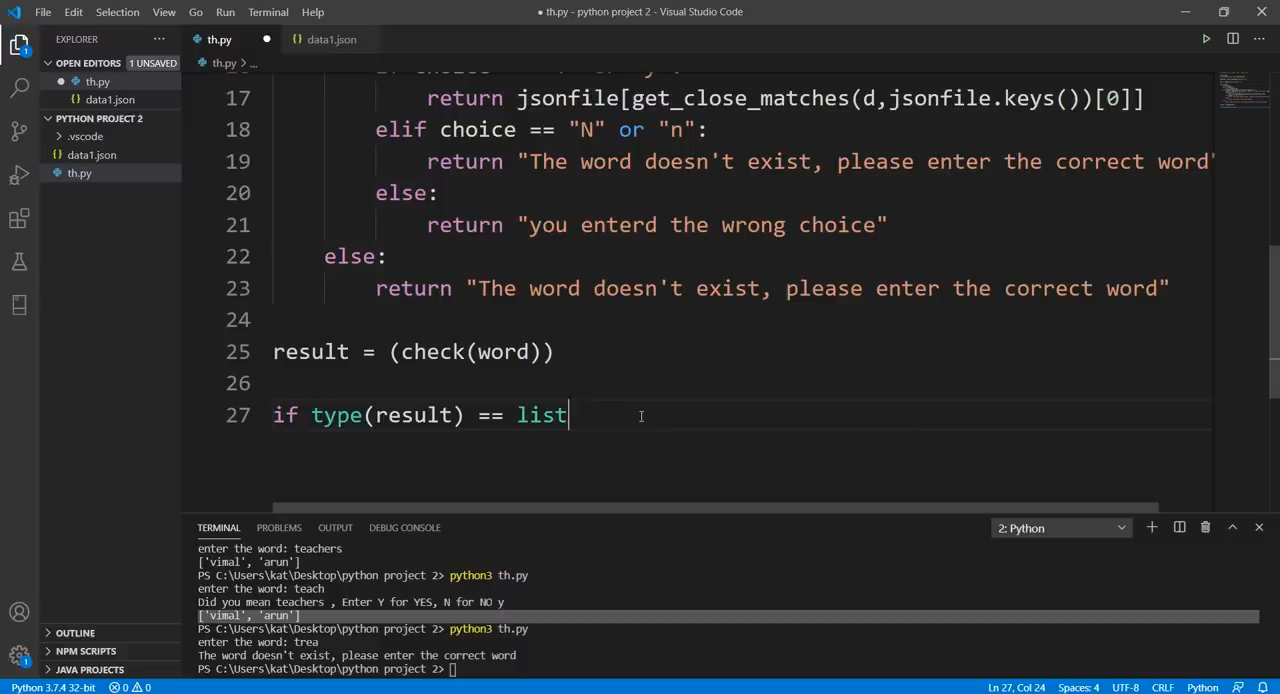 File Edit Selection View Go Run Terminal Help
● th.py - python project 2 - Visual Studio Code
EXPLORER
th.py
data1.json
OPEN EDITORS 1 UNSAVED
th.py > ...
th.py
data1.json
PYTHON PROJECT 2
.vscode
data1.json
th.py
17 return jsonfile[get_close_matches(d,jsonfile.keys())[0]]
18 elif choice == "N" or "n":
19 return "The word doesn't exist, please enter the correct word"
20 else:
21 return "you enterd the wrong choice"
22 else:
23 return "The word doesn't exist, please enter the correct word"
24
25 result = (check(word))
26
27 if type(result) == list
TERMINAL PROBLEMS OUTPUT DEBUG CONSOLE
2: Python
enter the word: teachers
['vimal', 'arun']
PS C:\Users\kat\Desktop\python project 2> python3 th.py
enter the word: teach
Did you mean teachers , Enter Y for YES, N for NO y
['vimal', 'arun']
PS C:\Users\kat\Desktop\python project 2> python3 th.py
enter the word: trea
The word doesn't exist, please enter the correct word
PS C:\Users\kat\Desktop\python project 2>
OUTLINE
NPM SCRIPTS
JAVA PROJECTS
Python 3.7.4 32-bit 0 0
Ln 27, Col 24 Spaces: 4 UTF-8 CRLF Python